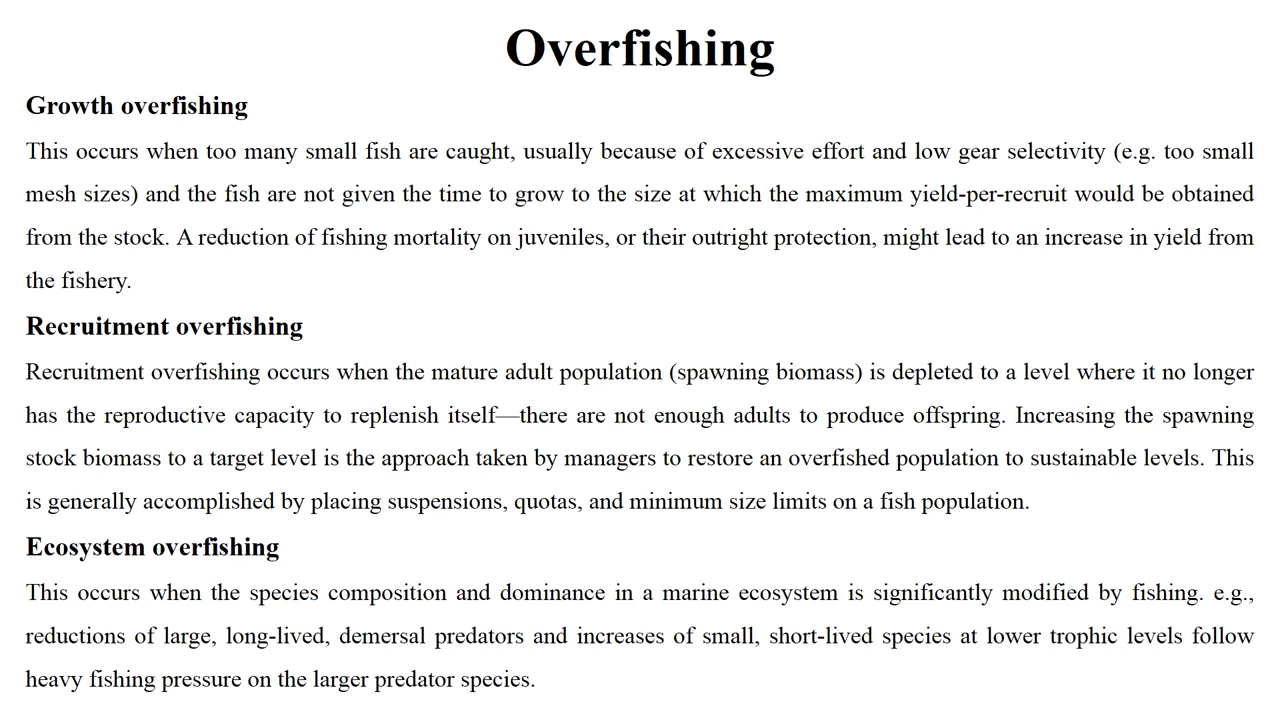 Overfishing
Growth overfishing
This occurs when too many small fish are caught, usually because of excessive effort and low gear selectivity (e.g. too small
mesh sizes) and the fish are not given the time to grow to the size at which the maximum yield-per-recruit would be obtained
from the stock. A reduction of fishing mortality on juveniles, or their outright protection, might lead to an increase in yield from
the fishery.
Recruitment overfishing
Recruitment overfishing occurs when the mature adult population (spawning biomass) is depleted to a level where it no longer
has the reproductive capacity to replenish itself—there are not enough adults to produce offspring. Increasing the spawning
stock biomass to a target level is the approach taken by managers to restore an overfished population to sustainable levels. This
is generally accomplished by placing suspensions, quotas, and minimum size limits on a fish population.
Ecosystem overfishing
This occurs when the species composition and dominance in a marine ecosystem is significantly modified by fishing. e.g.,
reductions of large, long-lived, demersal predators and increases of small, short-lived species at lower trophic levels follow
heavy fishing pressure on the larger predator species.